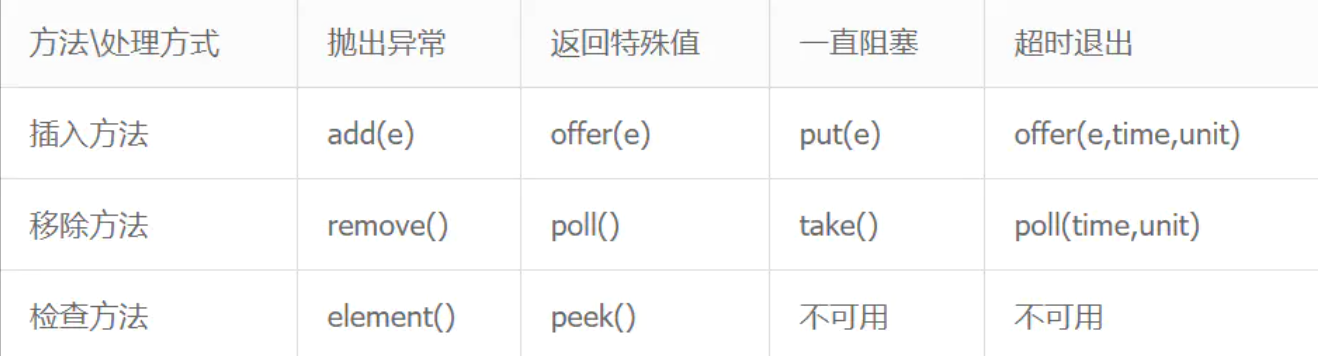 方法\处理方式 抛出异常 返回特殊值 一直阻塞 超时退出
插入方法 add(e) offer(e) put(e) offer(e,time,unit)
移除方法 remove() poll() take() poll(time,unit)
检查方法 element() peek() 不可用 不可用